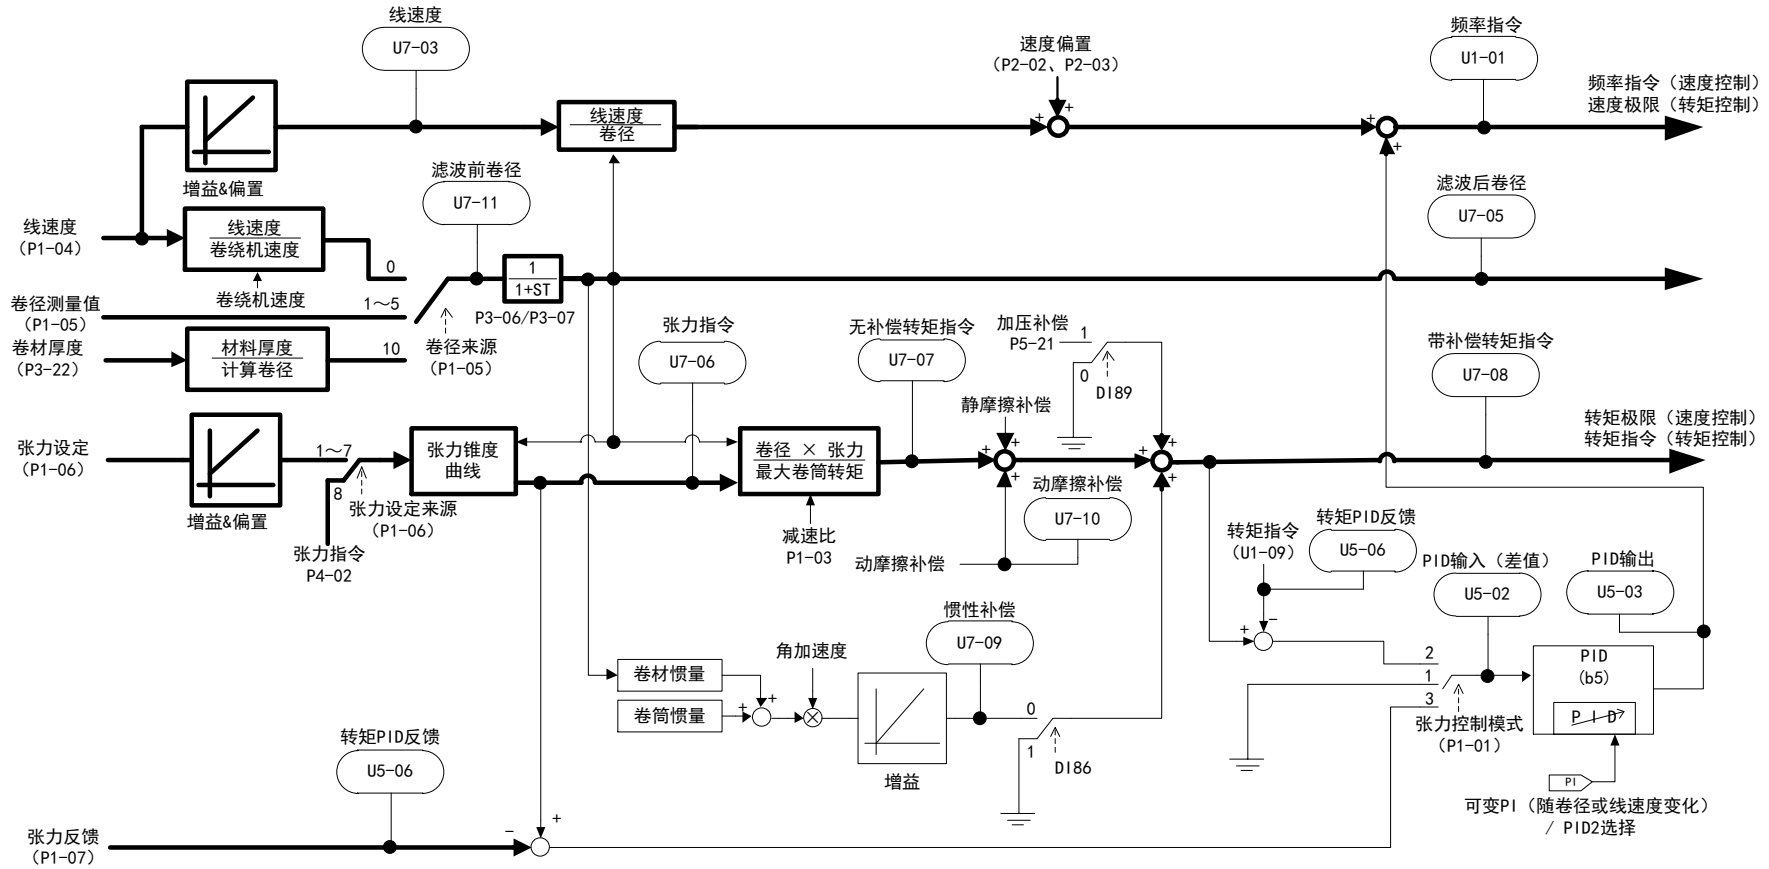 线速度
U7-03
速度偏置
（P2-02、P2-03）
频率指令
U1-01
频率指令（速度控制）
速度极限（转矩控制）
线速度
卷径
+
+
+
+
增益&偏置
滤波前卷径
U7-11
滤波后卷径
U7-05
线速度
（P1-04）
线速度
卷绕机速度
0
卷绕机速度
1
1+ST
P3-06/P3-07
卷径测量值
（P1-05）
1～5
卷材厚度
（P3-22）
材料厚度
计算卷径
10
卷径来源
（P1-05）
张力指令
U7-06
无补偿转矩指令
U7-07
加压补偿
P5-21
1
0
DI89
带补偿转矩指令
U7-08
静摩擦补偿
转矩极限（速度控制）
转矩指令（转矩控制）
张力设定
（P1-06）
增益&偏置
1～7
8
张力设定来源
（P1-06）
张力指令
P4-02
张力锥度
曲线
卷径 × 张力
最大卷筒转矩
减速比
P1-03
+
+
+
+
+
+
动摩擦补偿
U7-10
动摩擦补偿
转矩指令
（U1-09）
转矩PID反馈
U5-06
+
−
PID输入（差值）
U5-02
PID输出
U5-03
惯性补偿
U7-09
角加速度
卷材惯量
卷筒惯量
+
+
增益
0
1
DI86
2
1
3
张力控制模式
（P1-01）
PID
（b5）
PID
PI
可变PI（随卷径或线速度变化）
/ PID2选择
转矩PID反馈
U5-06
张力反馈
（P1-07）
−
+